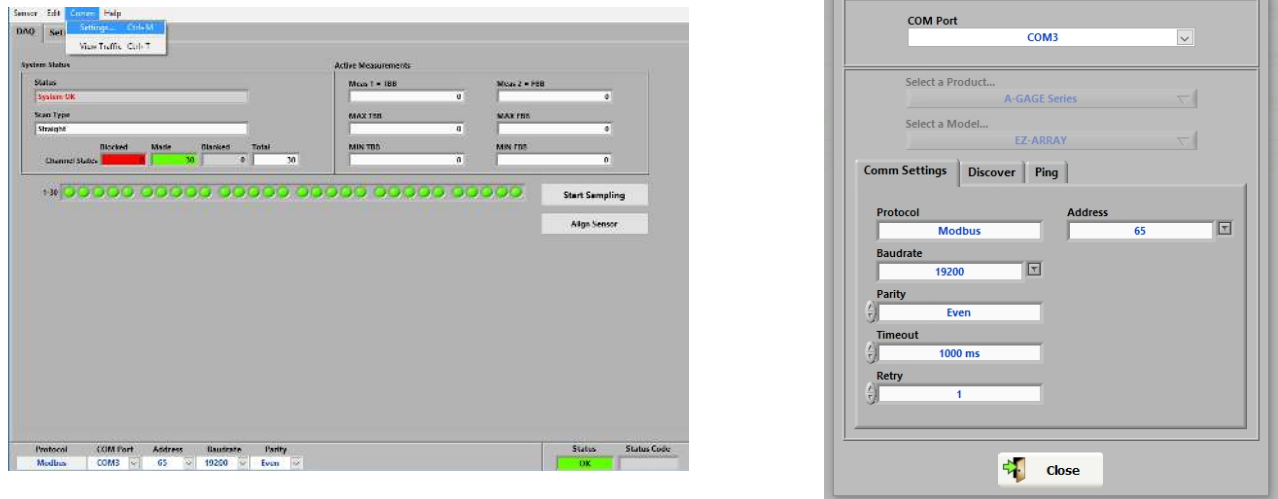 Sensor Edit Comm Help
Settings... Ctrl-M
View Traffic Ctrl-T
DAQ Set
System Status
Status
System OK
Scan Type
Straight
Blocked Made Blanked Total
Channel States 0 30 0 30
Active Measurements
Meas 1 = TBB Meas 2 = FBB
0 0
MAX TBB MAX FBB
0 0
MIN TBB MIN FBB
0 0
1-30
Start Sampling
Align Sensor
Protocol COM Port Address Baudrate Parity
Modbus COM3 65 19200 Even
Status Status Code
OK
COM Port
COM3
Select a Product...
A-GAGE Series
Select a Model...
EZ-ARRAY
Comm Settings Discover Ping
Protocol Address
Modbus 65
Baudrate
19200
Parity
Even
Timeout
1000 ms
Retry
1
Close